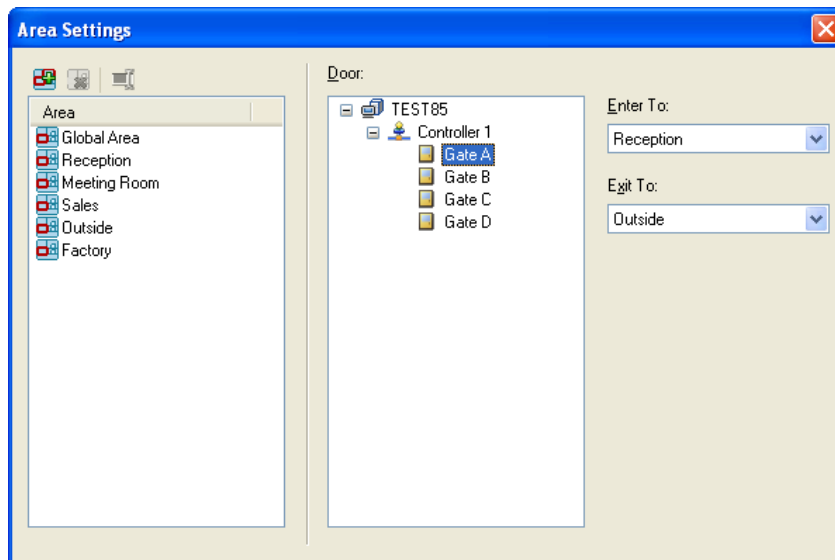 Area Settings
Door:
Area
Global Area
Reception
Meeting Room
Sales
Outside
Factory
TEST85
Controller 1
Gate A
Gate B
Gate C
Gate D
Enter To:
Reception
Exit To:
Outside